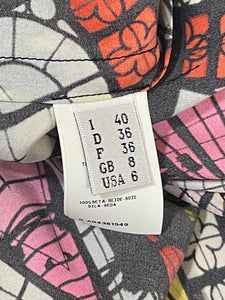 I 40
D 36
F 36
GB 8
USA 6
100%SETA-SEIDE-SOIE
SILK-SEDA